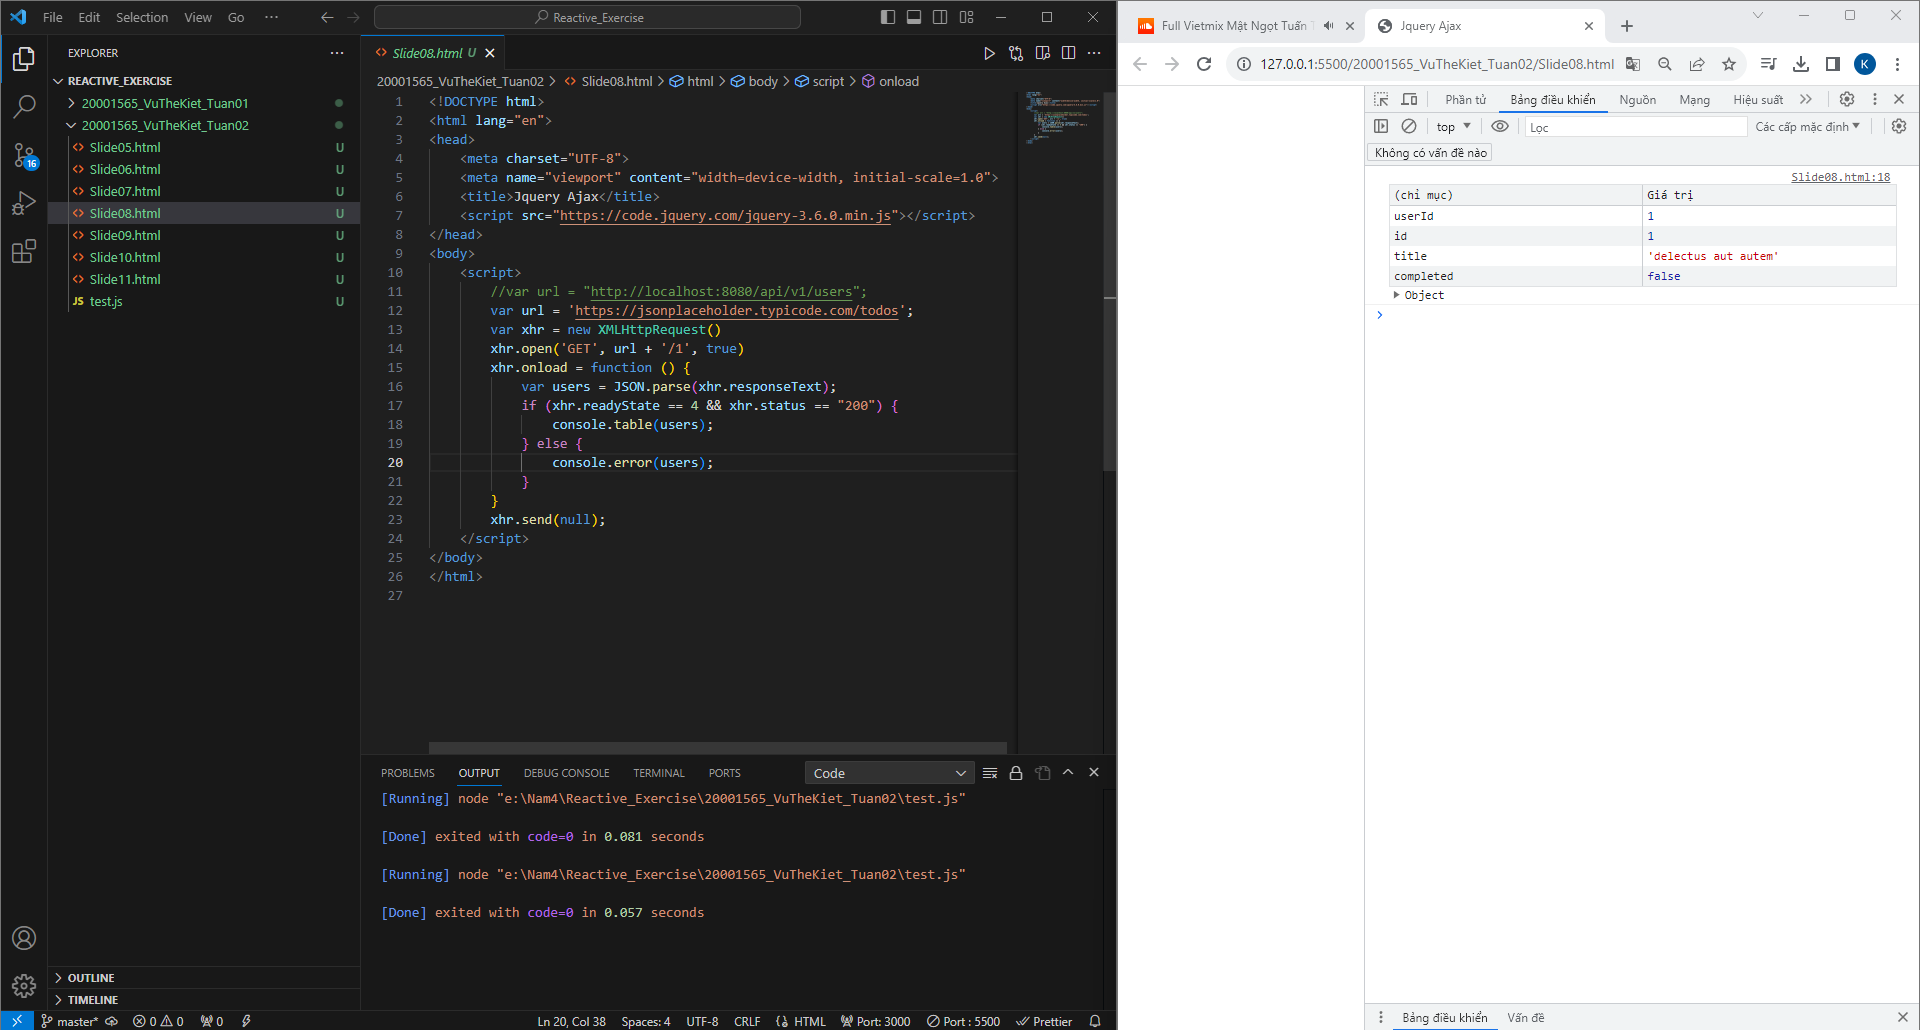 File Edit Selection View Go ··· Reactive_Exercise
EXPLORER ···
REACTIVE_EXERCISE
20001565_VuTheKiet_Tuan01
20001565_VuTheKiet_Tuan02
Slide05.html U
Slide06.html U
Slide07.html U
Slide08.html U
Slide09.html U
Slide10.html U
Slide11.html U
JS test.js U
16
OUTLINE
TIMELINE
Slide08.html U
20001565_VuTheKiet_Tuan02 > Slide08.html > html > body > script > onload
1 <!DOCTYPE html>
2 <html lang="en">
3 <head>
4 <meta charset="UTF-8">
5 <meta name="viewport" content="width=device-width, initial-scale=1.0">
6 <title>Jquery Ajax</title>
7 <script src="https://code.jquery.com/jquery-3.6.0.min.js"></script>
8 </head>
9 <body>
10 <script>
11 //var url = "http://localhost:8080/api/v1/users";
12 var url = 'https://jsonplaceholder.typicode.com/todos';
13 var xhr = new XMLHttpRequest()
14 xhr.open('GET', url + '/1', true)
15 xhr.onload = function () {
16 var users = JSON.parse(xhr.responseText);
17 if (xhr.readyState == 4 && xhr.status == "200") {
18 console.table(users);
19 } else {
20 console.error(users);
21 }
22 }
23 xhr.send(null);
24 </script>
25 </body>
26 </html>
27
PROBLEMS OUTPUT DEBUG CONSOLE TERMINAL PORTS Code
[Running] node "e:\Nam4\Reactive_Exercise\20001565_VuTheKiet_Tuan02\test.js"
[Done] exited with code=0 in 0.081 seconds
[Running] node "e:\Nam4\Reactive_Exercise\20001565_VuTheKiet_Tuan02\test.js"
[Done] exited with code=0 in 0.057 seconds
master* 0 0 0 Ln 20, Col 38 Spaces: 4 UTF-8 CRLF HTML Port: 3000 Port : 5500 Prettier
Full Vietmix Mật Ngọt Tuấn Jquery Ajax
127.0.0.1:5500/20001565_VuTheKiet_Tuan02/Slide08.html K
Phần tử Bảng điều khiển Nguồn Mạng Hiệu suất
top Lọc Các cấp mặc định
Không có vấn đề nào
Slide08.html:18
(chỉ mục) Giá trị
userId 1
id 1
title 'delectus aut autem'
completed false
Object
Bảng điều khiển Vấn đề